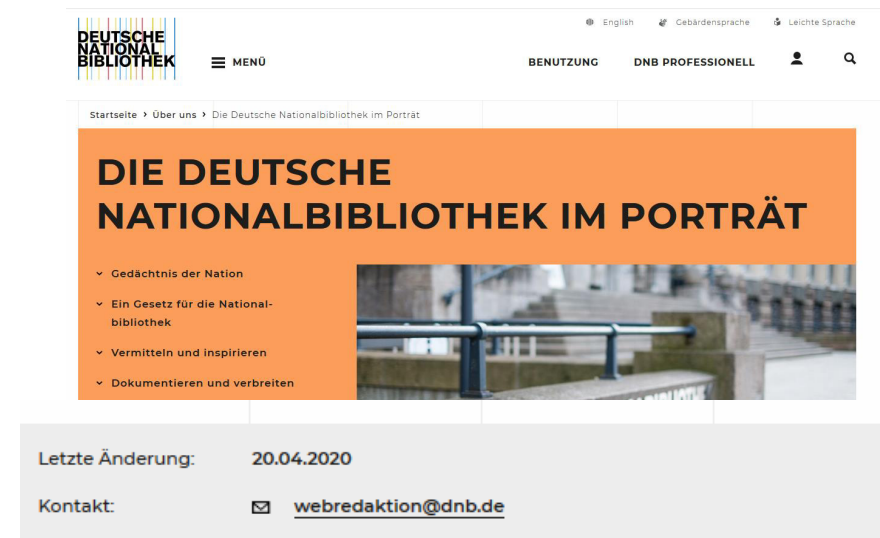 English Gebärdensprache Leichte Sprache
DEUTSCHE
NATIONAL
BIBLIOTHEK
MENÜ BENUTZUNG DNB PROFESSIONELL
Startseite › Über uns › Die Deutsche Nationalbibliothek im Porträt
DIE DEUTSCHE
NATIONALBIBLIOTHEK IM PORTRÄT
Gedächtnis der Nation
Ein Gesetz für die National-
bibliothek
Vermitteln und inspirieren
Dokumentieren und verbreiten
Letzte Änderung: 20.04.2020
Kontakt: webredaktion@dnb.de